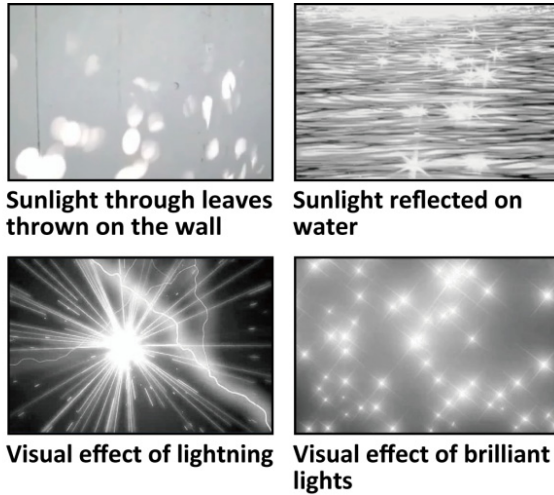 Sunlight through leaves
thrown on the wall
Sunlight reflected on
water
Visual effect of lightning
Visual effect of brilliant
lights